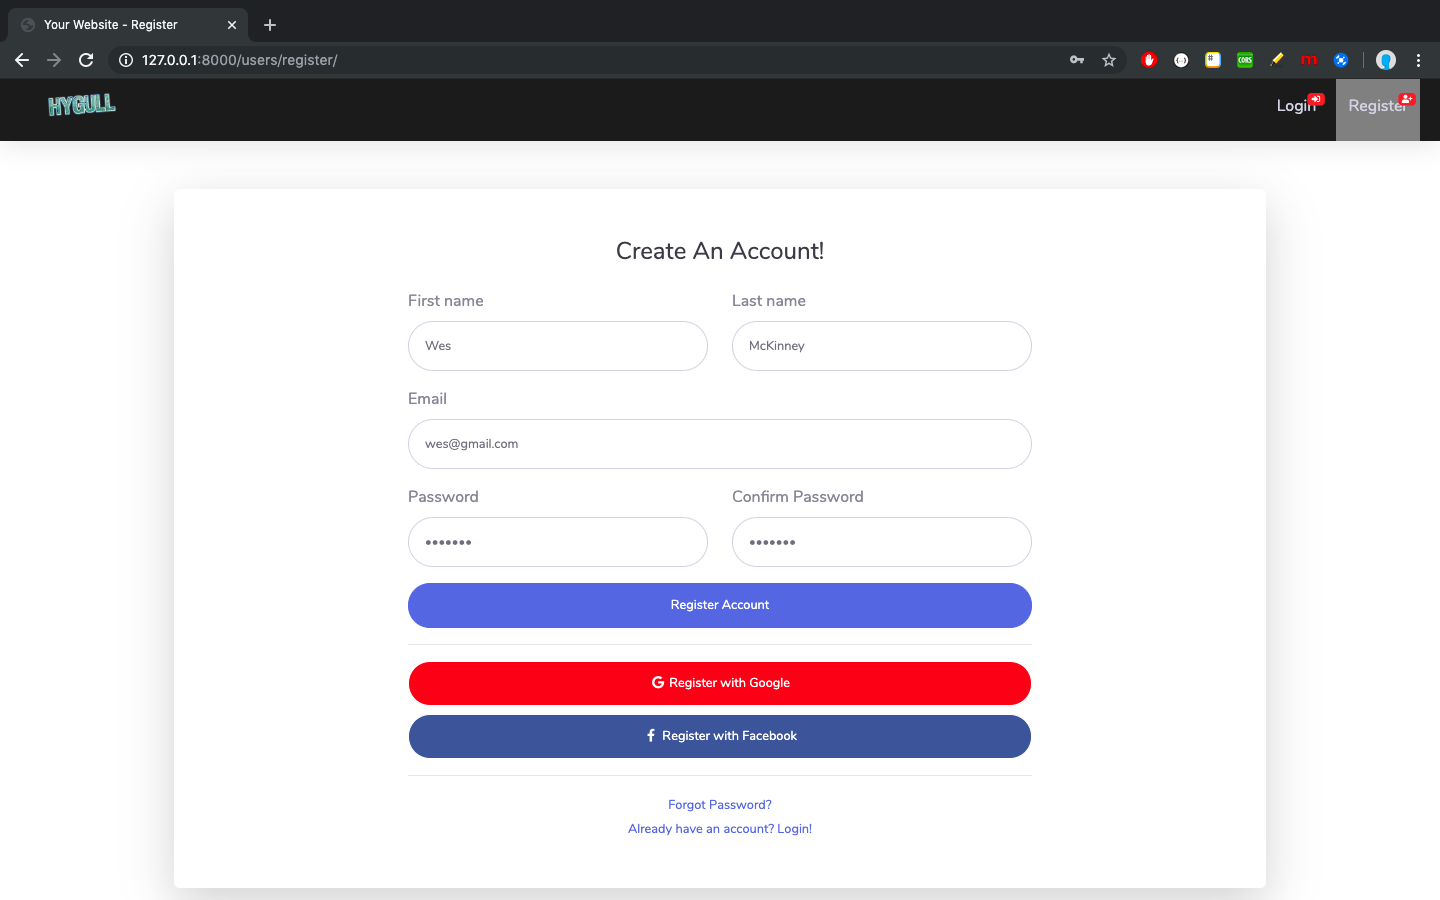 Your Website - Register
127.0.0.1:8000/users/register/
CORS
HYGULL
Login
Register
Create An Account!
First name
Last name
Wes
McKinney
Email
wes@gmail.com
Password
Confirm Password
•••••••
•••••••
Register Account
G Register with Google
f Register with Facebook
Forgot Password?
Already have an account? Login!